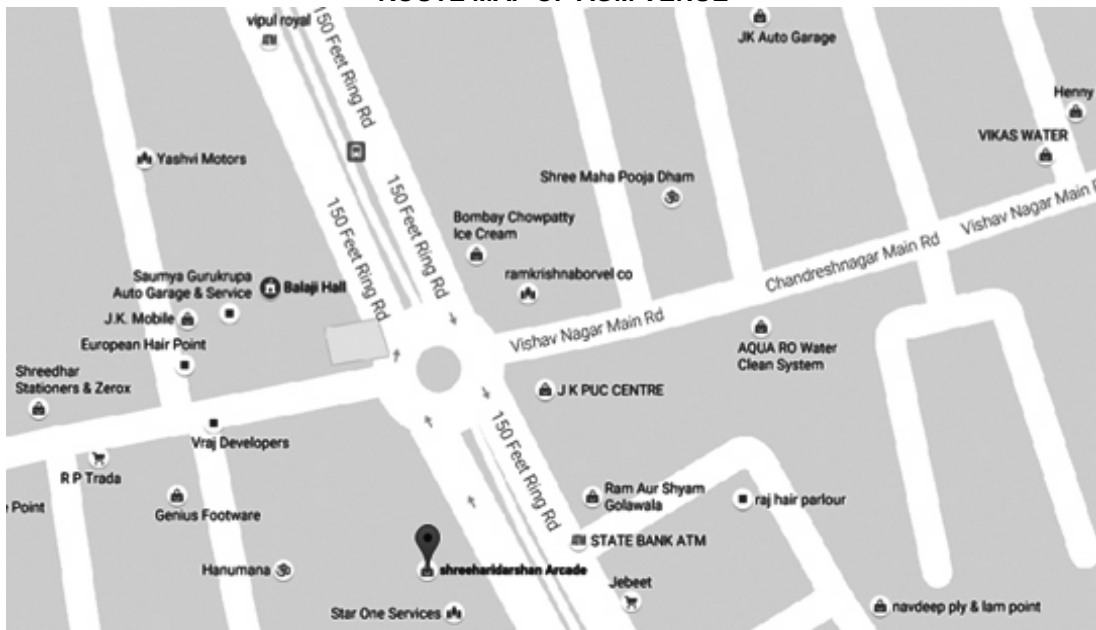 vipul royal
150 Feet Ring Rd
JK Auto Garage
Henny
VIKAS WATER
Yashvi Motors
150 Feet Ring Rd
150 Feet Ring Rd
Shree Maha Pooja Dham
Vishav Nagar Main R
Bombay Chowpatty
Ice Cream
Chandreshnagar Main Rd
Saumya Gurukrupa
Auto Garage & Service
Balaji Hall
ramkrishnaborvel co
J.K. Mobile
Vishav Nagar Main Rd
European Hair Point
AQUA RO Water
Clean System
Shreedhar
Stationers & Zerox
J K PUC CENTRE
Vraj Developers
150 Feet Ring Rd
R P Trada
Ram Aur Shyam
Golawala
raj hair parlour
Point
Genius Footware
STATE BANK ATM
Hanumana
shreeharidarshan Arcade
Jebeet
Star One Services
navdeep ply & lam point